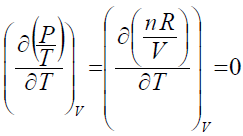 (∂(P/T)/∂T)_V = (∂(nR/V)/∂T)_V = 0